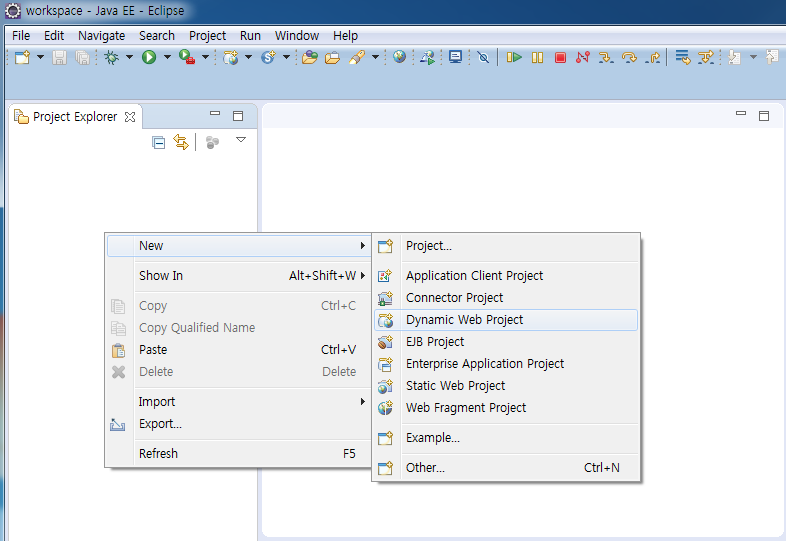 workspace - Java EE - Eclipse
File Edit Navigate Search Project Run Window Help
Project Explorer
New
Show In Alt+Shift+W
Copy Ctrl+C
Copy Qualified Name
Paste Ctrl+V
Delete Delete
Import
Export...
Refresh F5
Project...
Application Client Project
Connector Project
Dynamic Web Project
EJB Project
Enterprise Application Project
Static Web Project
Web Fragment Project
Example...
Other... Ctrl+N